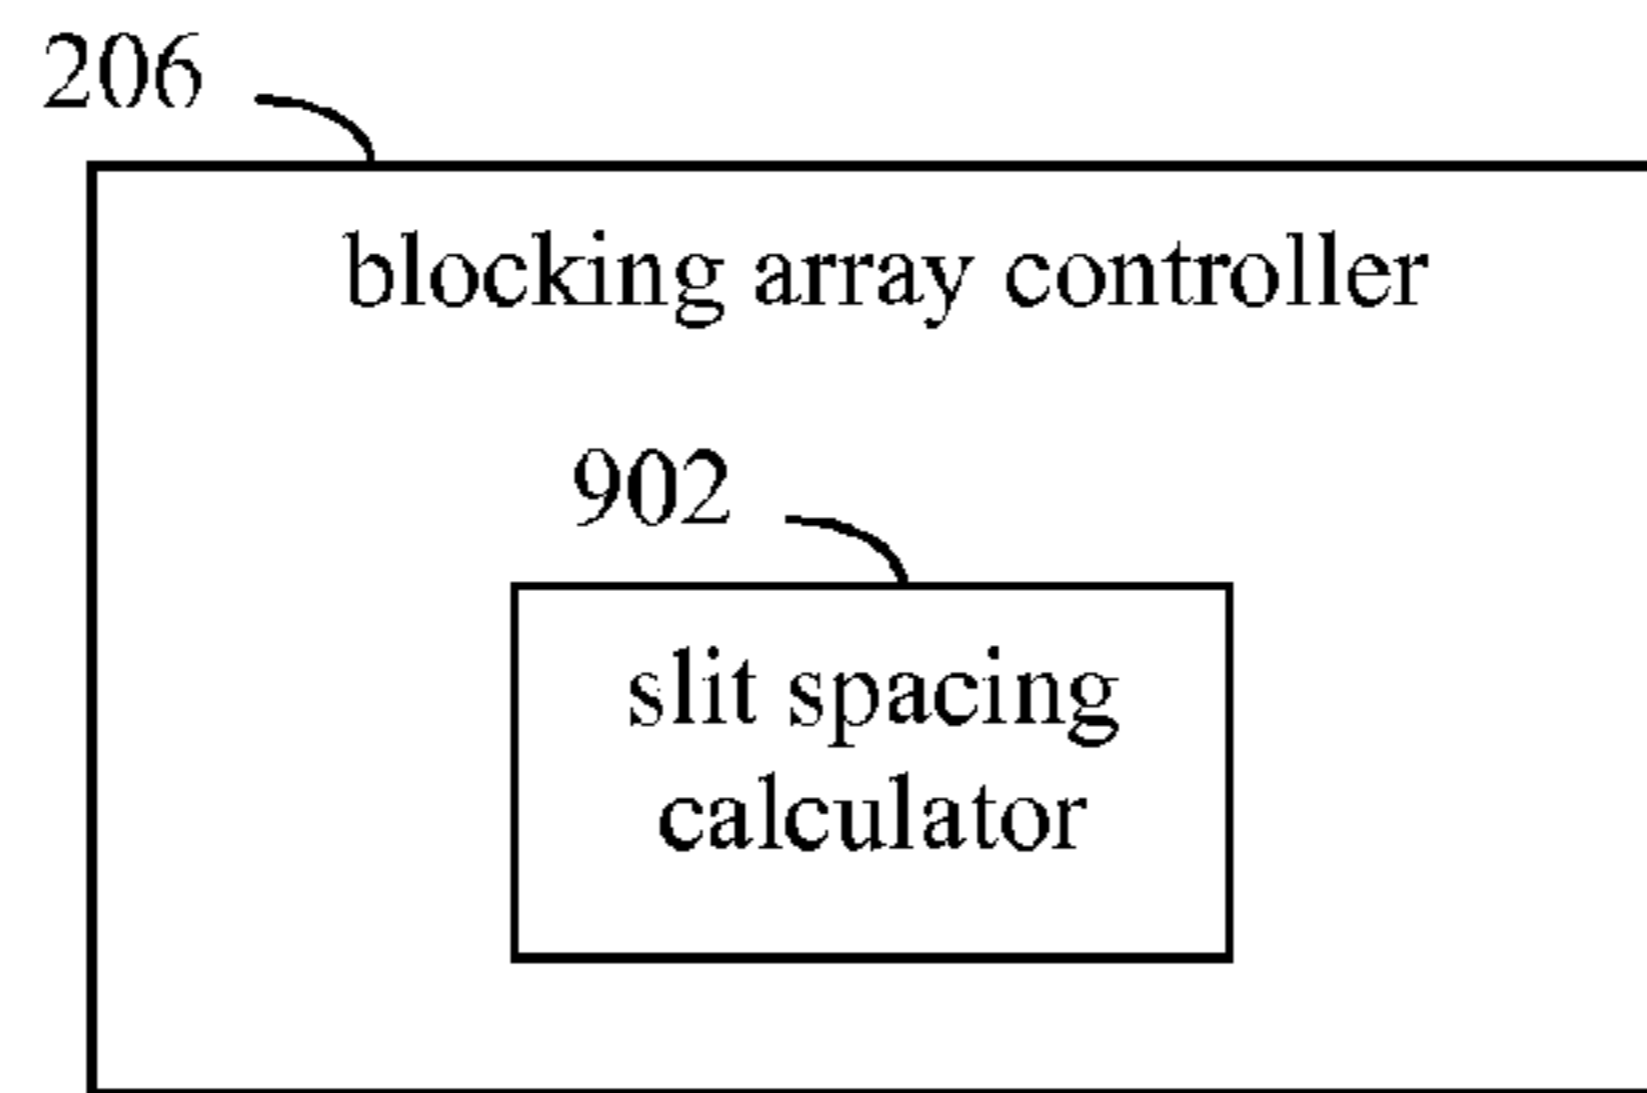 206
blocking array controller
902
slit spacing
calculator